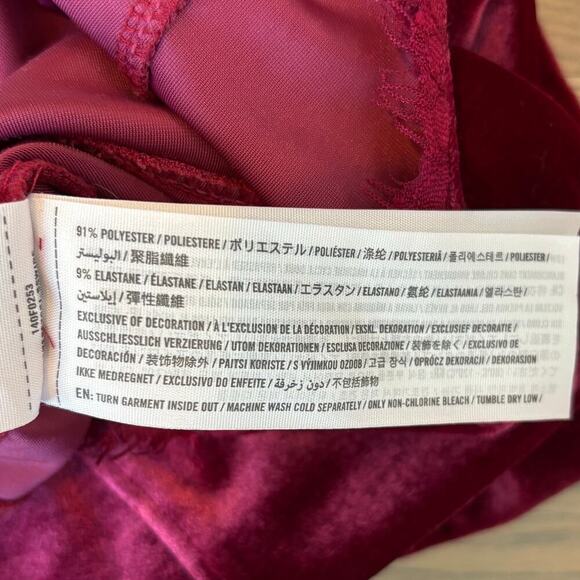 91% POLYESTER / POLIESTERE / ポリエステル / POLIÉSTER / 涤纶 / POLYESTERIÄ / 폴리에스테르 / POLIESTER /
البوليستر / 聚脂纖維
9% ELASTANE / ÉLASTANE / ELASTAN / ELASTAAN / エラスタン / ELASTANO / 氨纶 / ELASTAANIA / 엘라스탄 /
إيلاستين / 彈性纖維
EXCLUSIVE OF DECORATION / À L'EXCLUSION DE LA DÉCORATION / EKSKL. DEKORATION / EXCLUSIEF DECORATIE /
AUSSCHLIESSLICH VERZIERUNG / UTOM DEKORATIONEN / ESCLUSA DECORAZIONE / 装飾を除く / EXCLUSIVO DE
DECORACIÓN / 装饰物除外 / PAITSI KORISTE / S VÝJIMKOU OZDOB / 고급 장식 / OPRÓCZ DEKORACJI / DEKORASJON
IKKE MEDREGNET / EXCLUSIVO DO ENFEITE / دون زخرفة / 不包括飾物
EN: TURN GARMENT INSIDE OUT / MACHINE WASH COLD SEPARATELY / ONLY NON-CHLORINE BLEACH / TUMBLE DRY LOW /
140F0253